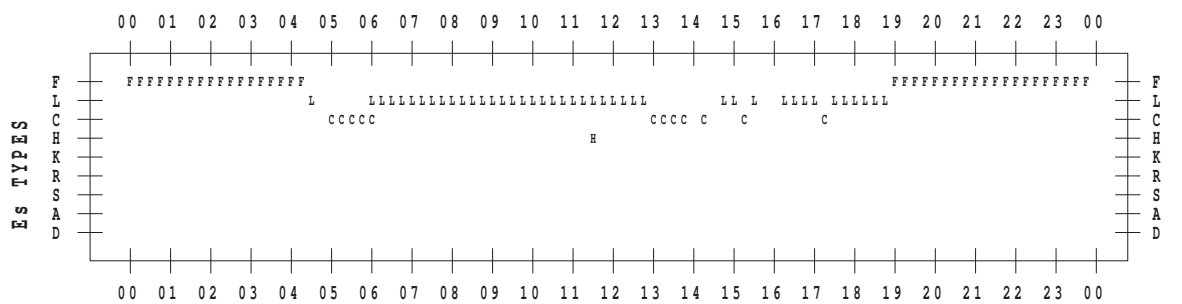 00 01 02 03 04 05 06 07 08 09 10 11 12 13 14 15 16 17 18 19 20 21 22 23 00
F FFFFFFFFFFFFFFFFFF FFFFFFFFFFFFFFFFFFFF F
L L LLLLLLLLLLLLLLLLLLLLLLLLLLLL LL L LLLL LLLLLL L
C CCCCC CCCC C C C C
H H H
K K
R R
S S
A A
D D
Es TYPES
00 01 02 03 04 05 06 07 08 09 10 11 12 13 14 15 16 17 18 19 20 21 22 23 00